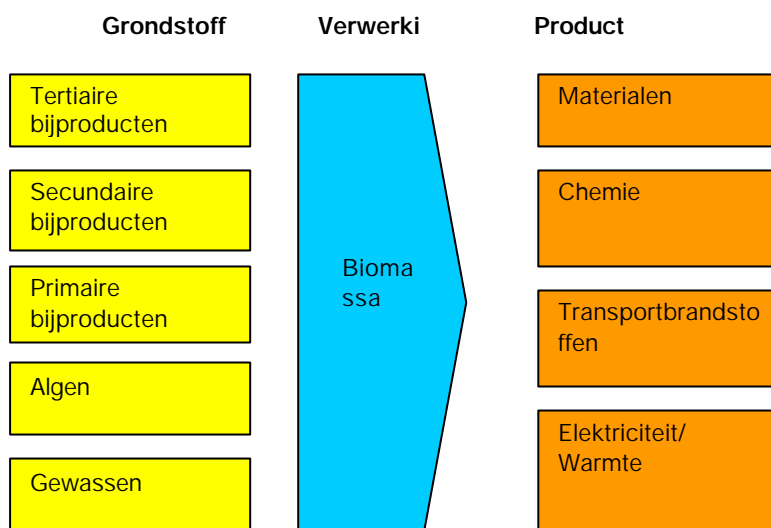 Grondstoff Verwerki Product
Tertiaire
bijproducten
Secundaire
bijproducten
Primaire
bijproducten
Algen
Gewassen
Bioma
ssa
Materialen
Chemie
Transportbrandsto
ffen
Elektriciteit/
Warmte